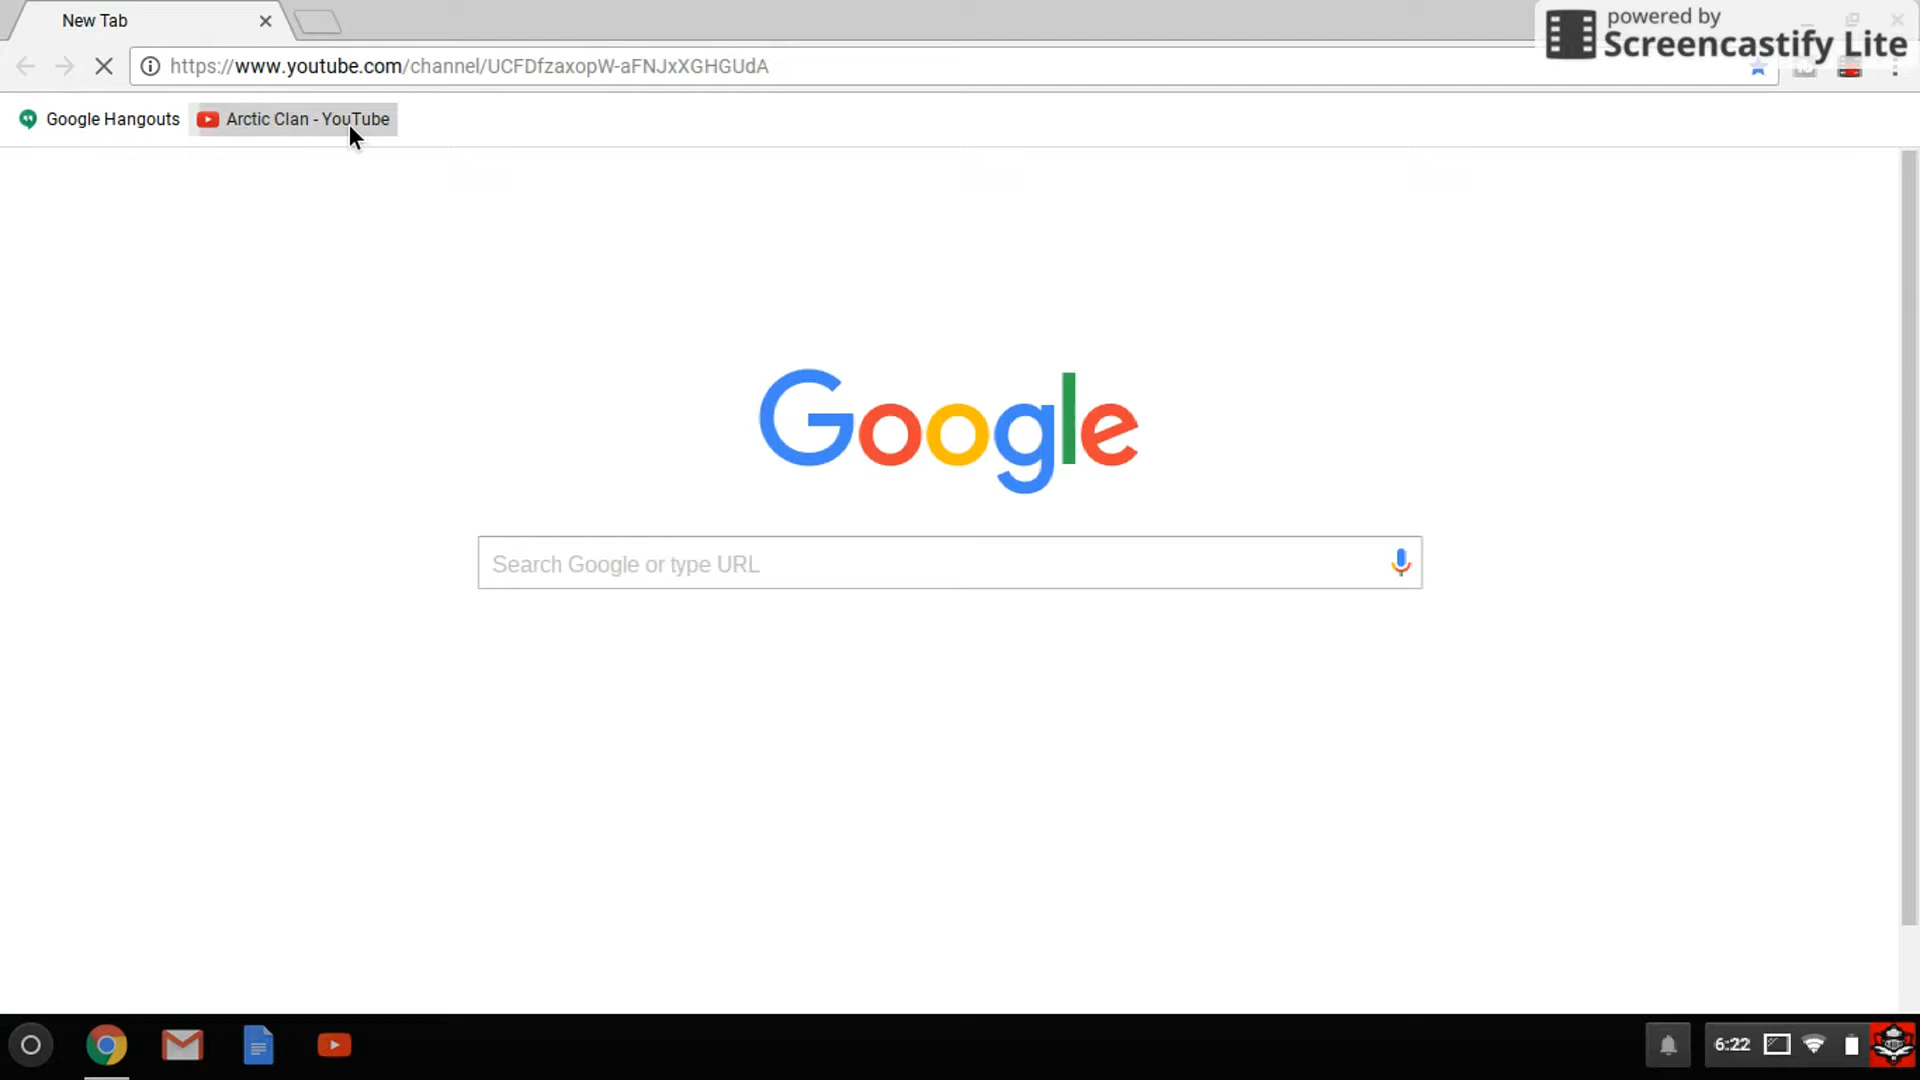 New Tab
powered by
Screencastify Lite
https://www.youtube.com/channel/UCFDfzaxopW-aFNJxXGHGUdA
Google Hangouts
Arctic Clan - YouTube
Google
Search Google or type URL
6:22